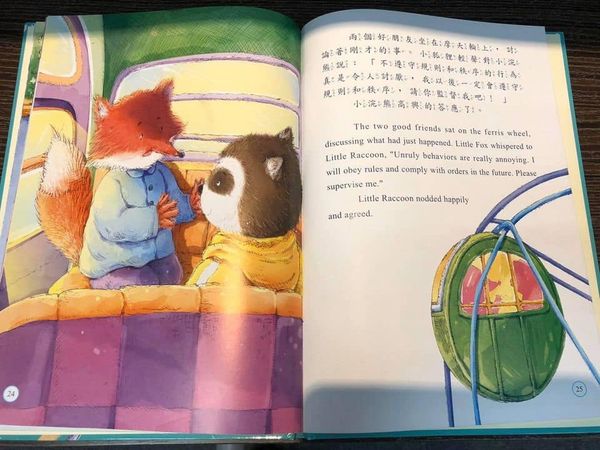 兩個好朋友坐在摩天輪上，討
論著剛才的事。小狐狸輕聲對小浣
熊說：「不遵守規則和秩序的行為
真是令人討厭，我以後一定會遵守
規則和秩序，請你監督我吧！」
小浣熊高興的答應了。
The two good friends sat on the ferris wheel,
discussing what had just happened. Little Fox whispered to
Little Raccoon, "Unruly behaviors are really annoying. I
will obey rules and comply with orders in the future. Please
supervise me."
Little Raccoon nodded happily
and agreed.
24
25